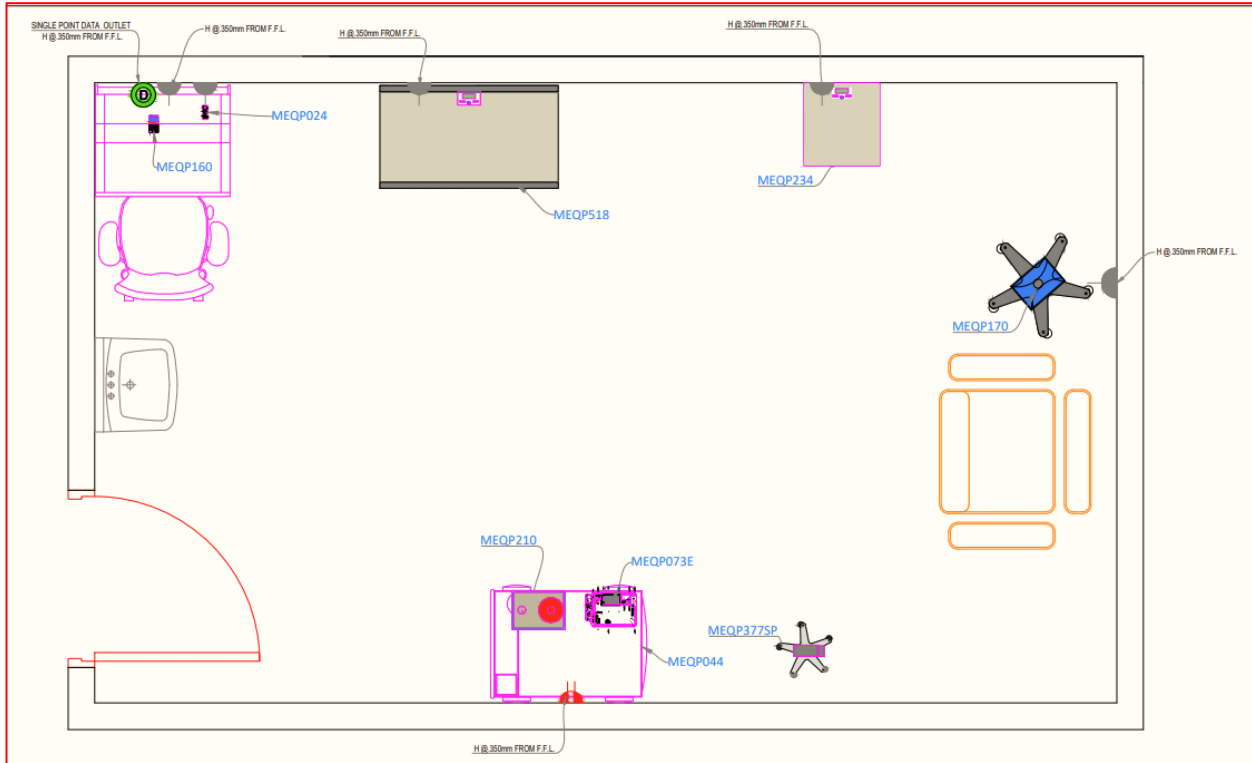 SINGLE POINT DATA OUTLET
H @.350mm FROM F.F.L.
H @.350mm FROM F.F.L.
H @.350mm FROM F.F.L.
H @.350mm FROM F.F.L.
D
MEQP024
MEQP160
MEQP234
MEQP518
H @.350mm FROM F.F.L.
MEQP170
MEQP210
MEQP073E
MEQP377SP
MEQP044
H @.350mm FROM F.F.L.